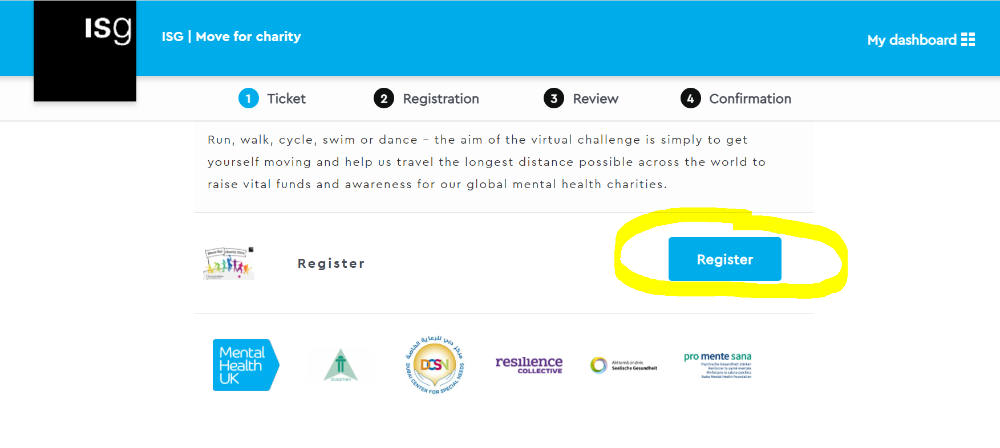 isg
ISG | Move for charity
My dashboard
1 Ticket
2 Registration
3 Review
4 Confirmation
Run, walk, cycle, swim or dance – the aim of the virtual challenge is simply to get
yourself moving and help us travel the longest distance possible across the world to
raise vital funds and awareness for our global mental health charities.
Move for Charity 2021
Register
Register
Mental
Health
UK
alusamen
مركز دبي للرعاية الخاصة
DCSN
DUBAI CENTER FOR SPECIAL NEEDS
resilience
COLLECTIVE
Aktionsbündnis
Seelische Gesundheit
pro mente sana
Psychische Gesundheit stärken
Renforcer la santé mentale
Rinforzare la salute psichica
Swiss Mental Health Foundation